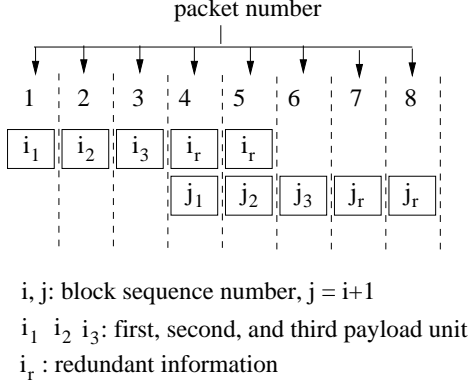 packet number
1 2 3 4 5 6 7 8
i₁ i₂ i₃ iᵣ iᵣ
j₁ j₂ j₃ jᵣ jᵣ
i, j: block sequence number, j = i+1
i₁ i₂ i₃: first, second, and third payload unit
iᵣ : redundant information